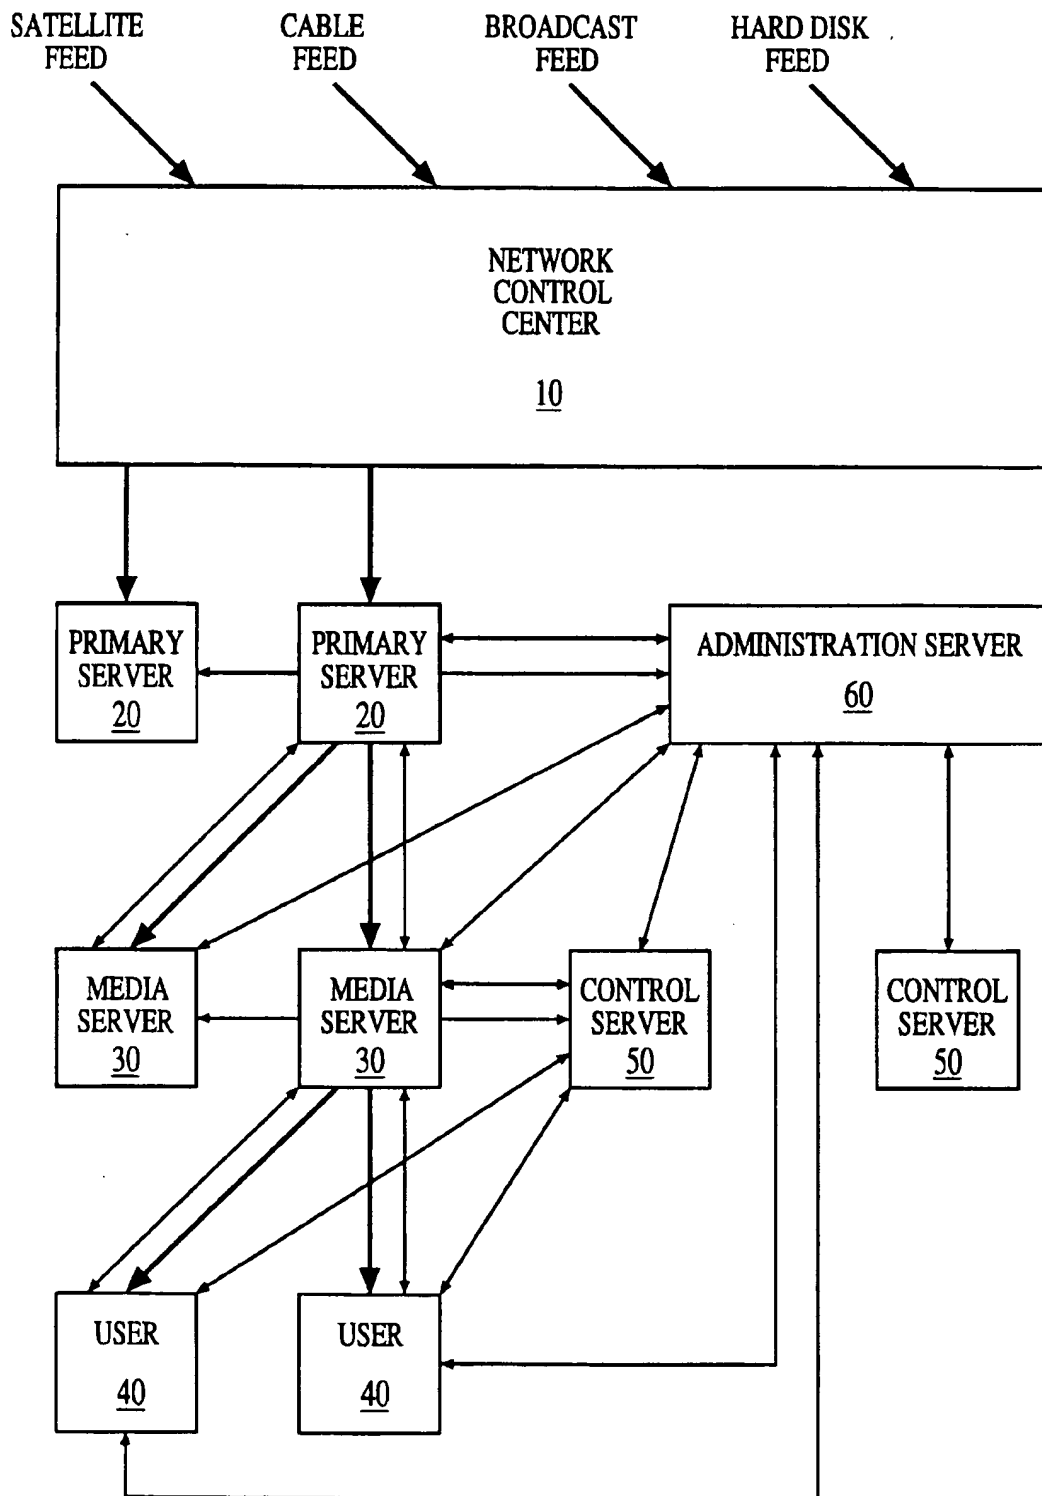 SATELLITE
FEED
CABLE
FEED
BROADCAST
FEED
HARD DISK
FEED
NETWORK
CONTROL
CENTER
10
PRIMARY
SERVER
20
PRIMARY
SERVER
20
ADMINISTRATION SERVER
60
MEDIA
SERVER
30
MEDIA
SERVER
30
CONTROL
SERVER
50
CONTROL
SERVER
50
USER
40
USER
40